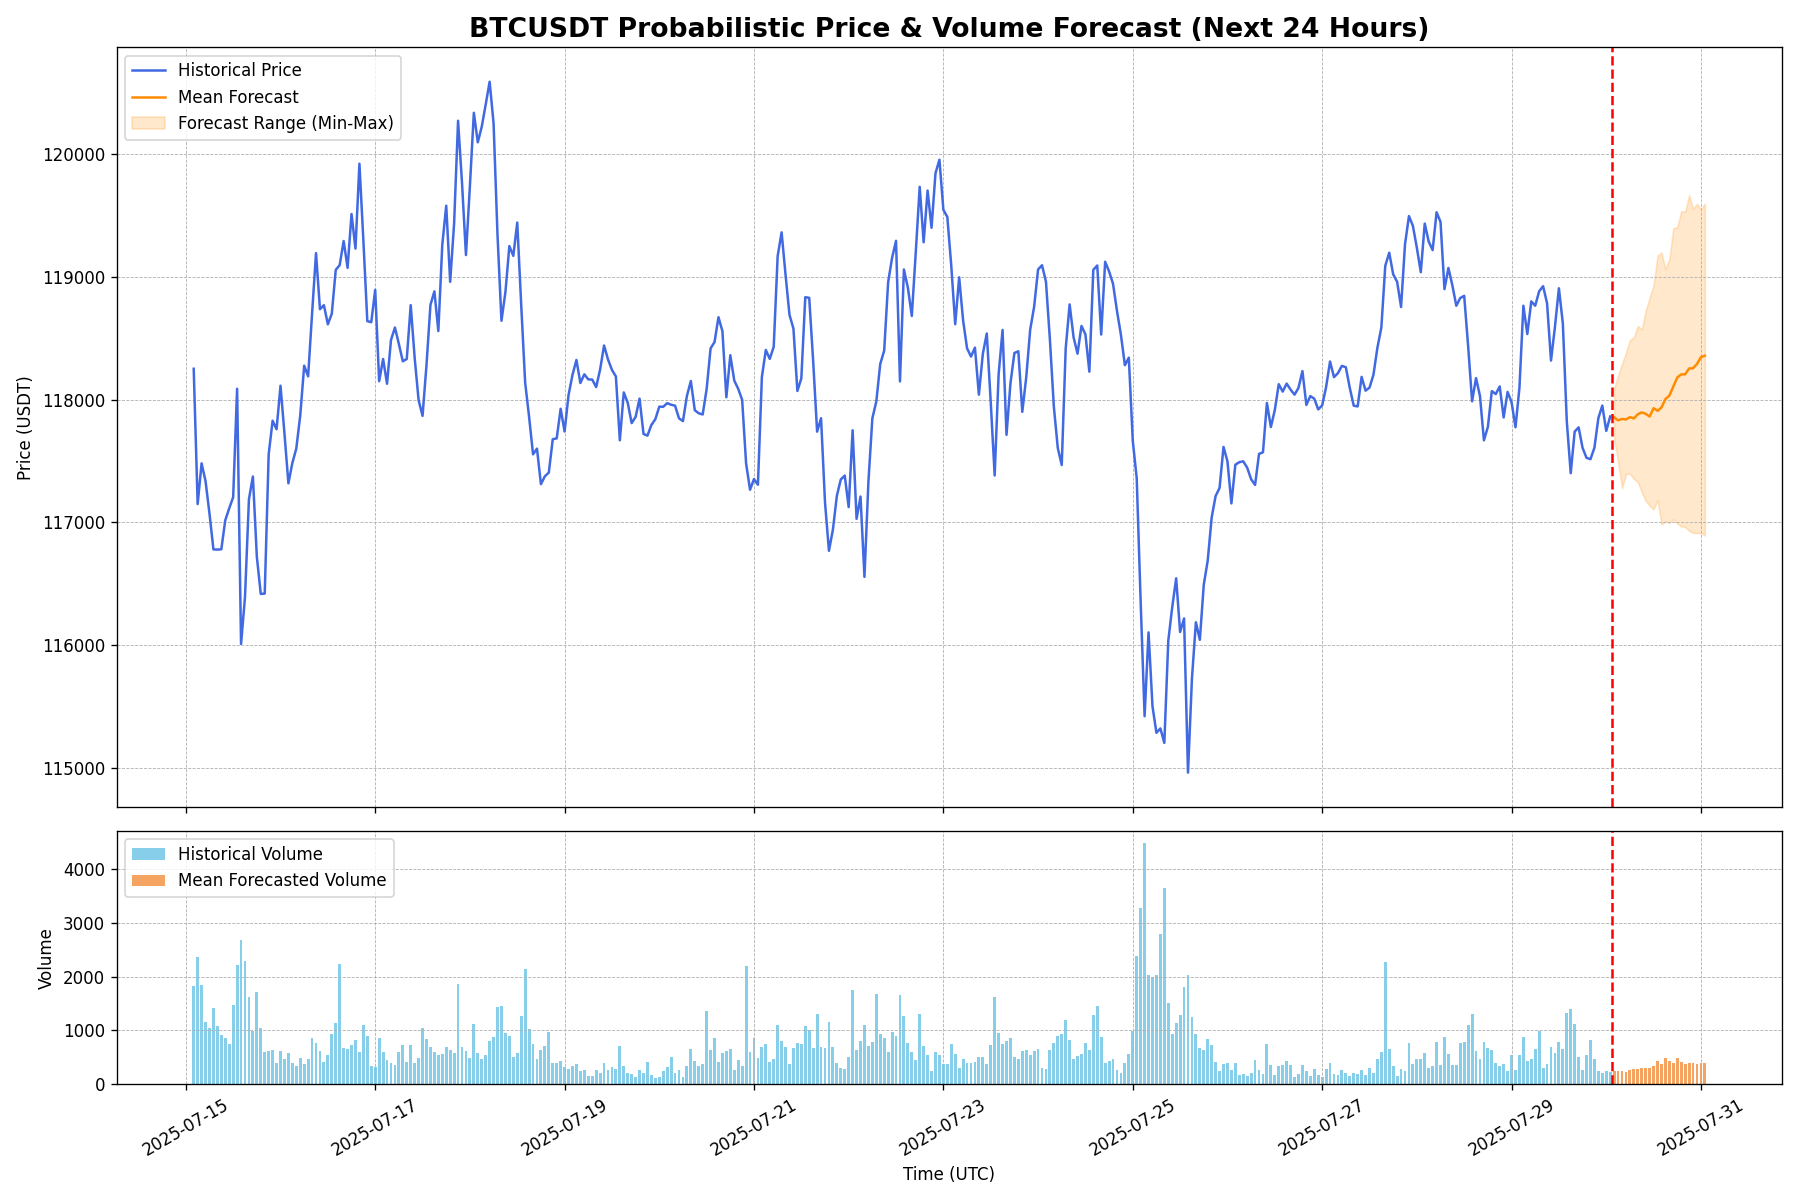 BTCUSDT Probabilistic Price & Volume Forecast (Next 24 Hours)
Historical Price
Mean Forecast
Forecast Range (Min-Max)
120000
119000
118000
117000
116000
115000
Price (USDT)
Historical Volume
Mean Forecasted Volume
4000
3000
2000
1000
0
Volume
2025-07-15
2025-07-17
2025-07-19
2025-07-21
2025-07-23
2025-07-25
2025-07-27
2025-07-29
2025-07-31
Time (UTC)